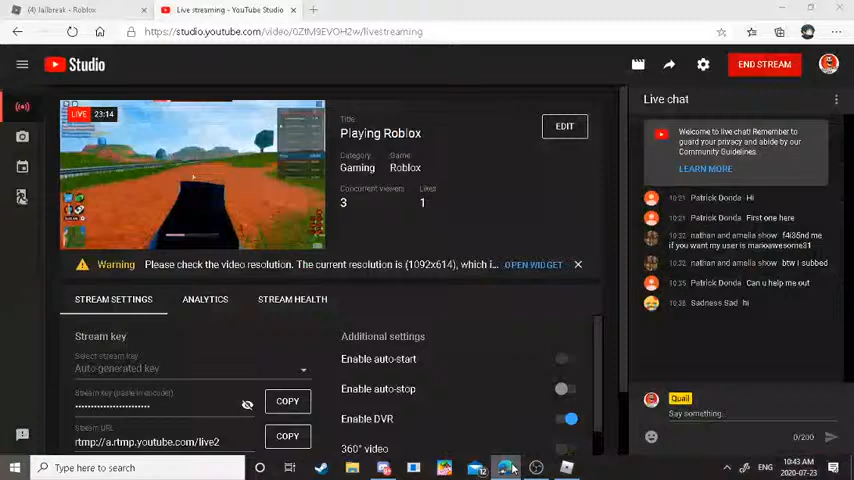 Jailbreak - Roblox
Live streaming - YouTube Studio
https://studio.youtube.com/video/0ZtM9EVOH2w/livestreaming
Studio
END STREAM
LIVE 23:14
Title
Playing Roblox
EDIT
Category
Game
Gaming
Roblox
Concurrent viewers
Likes
3
1
Warning Please check the video resolution. The current resolution is (1092x614), which i...
OPEN WIDGET
STREAM SETTINGS
ANALYTICS
STREAM HEALTH
Stream key
Select stream key
Auto-generated key
Stream key (paste in encoder)
COPY
Stream URL
rtmp://a.rtmp.youtube.com/live2
COPY
Additional settings
Enable auto-start
Enable auto-stop
Enable DVR
360° video
Live chat
Welcome to live chat! Remember to
guard your privacy and abide by our
Community Guidelines.
LEARN MORE
10:21 Patrick Donda Hi
10:21 Patrick Donda First one here
10:32 nathan and amelia show f4i35nd me
if you want my user is marioawesome31
10:32 nathan and amelia show btw I subbed
10:35 Patrick Donda Can u help me out
10:38 Sadness Sad hi
Quail
Say something...
0/200
Type here to search
12
ENG
10:43 AM
2020-07-23